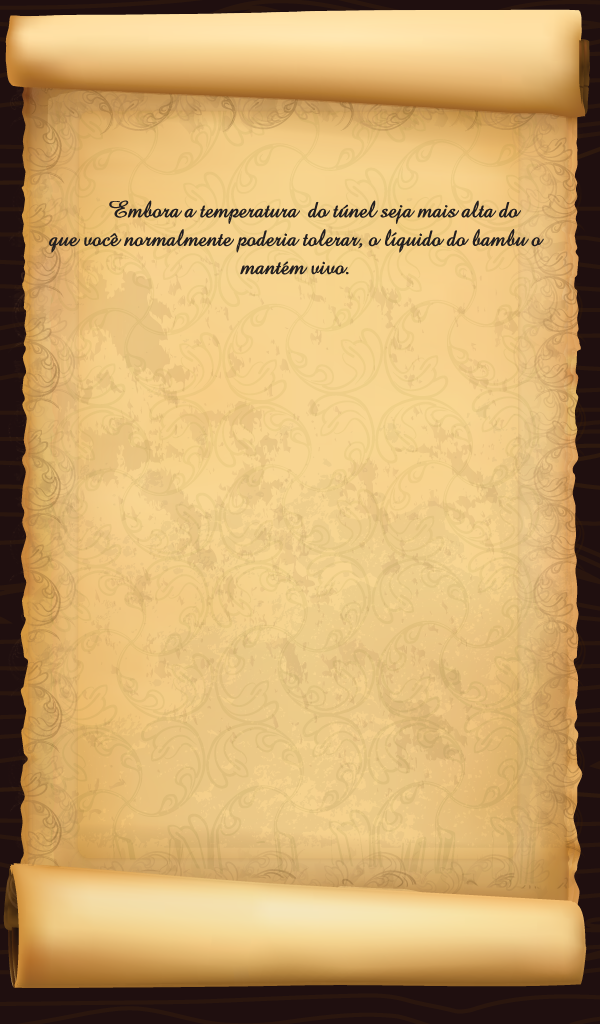 Embora a temperatura do túnel seja mais alta do
que você normalmente poderia tolerar, o líquido do bambu o
mantém vivo.